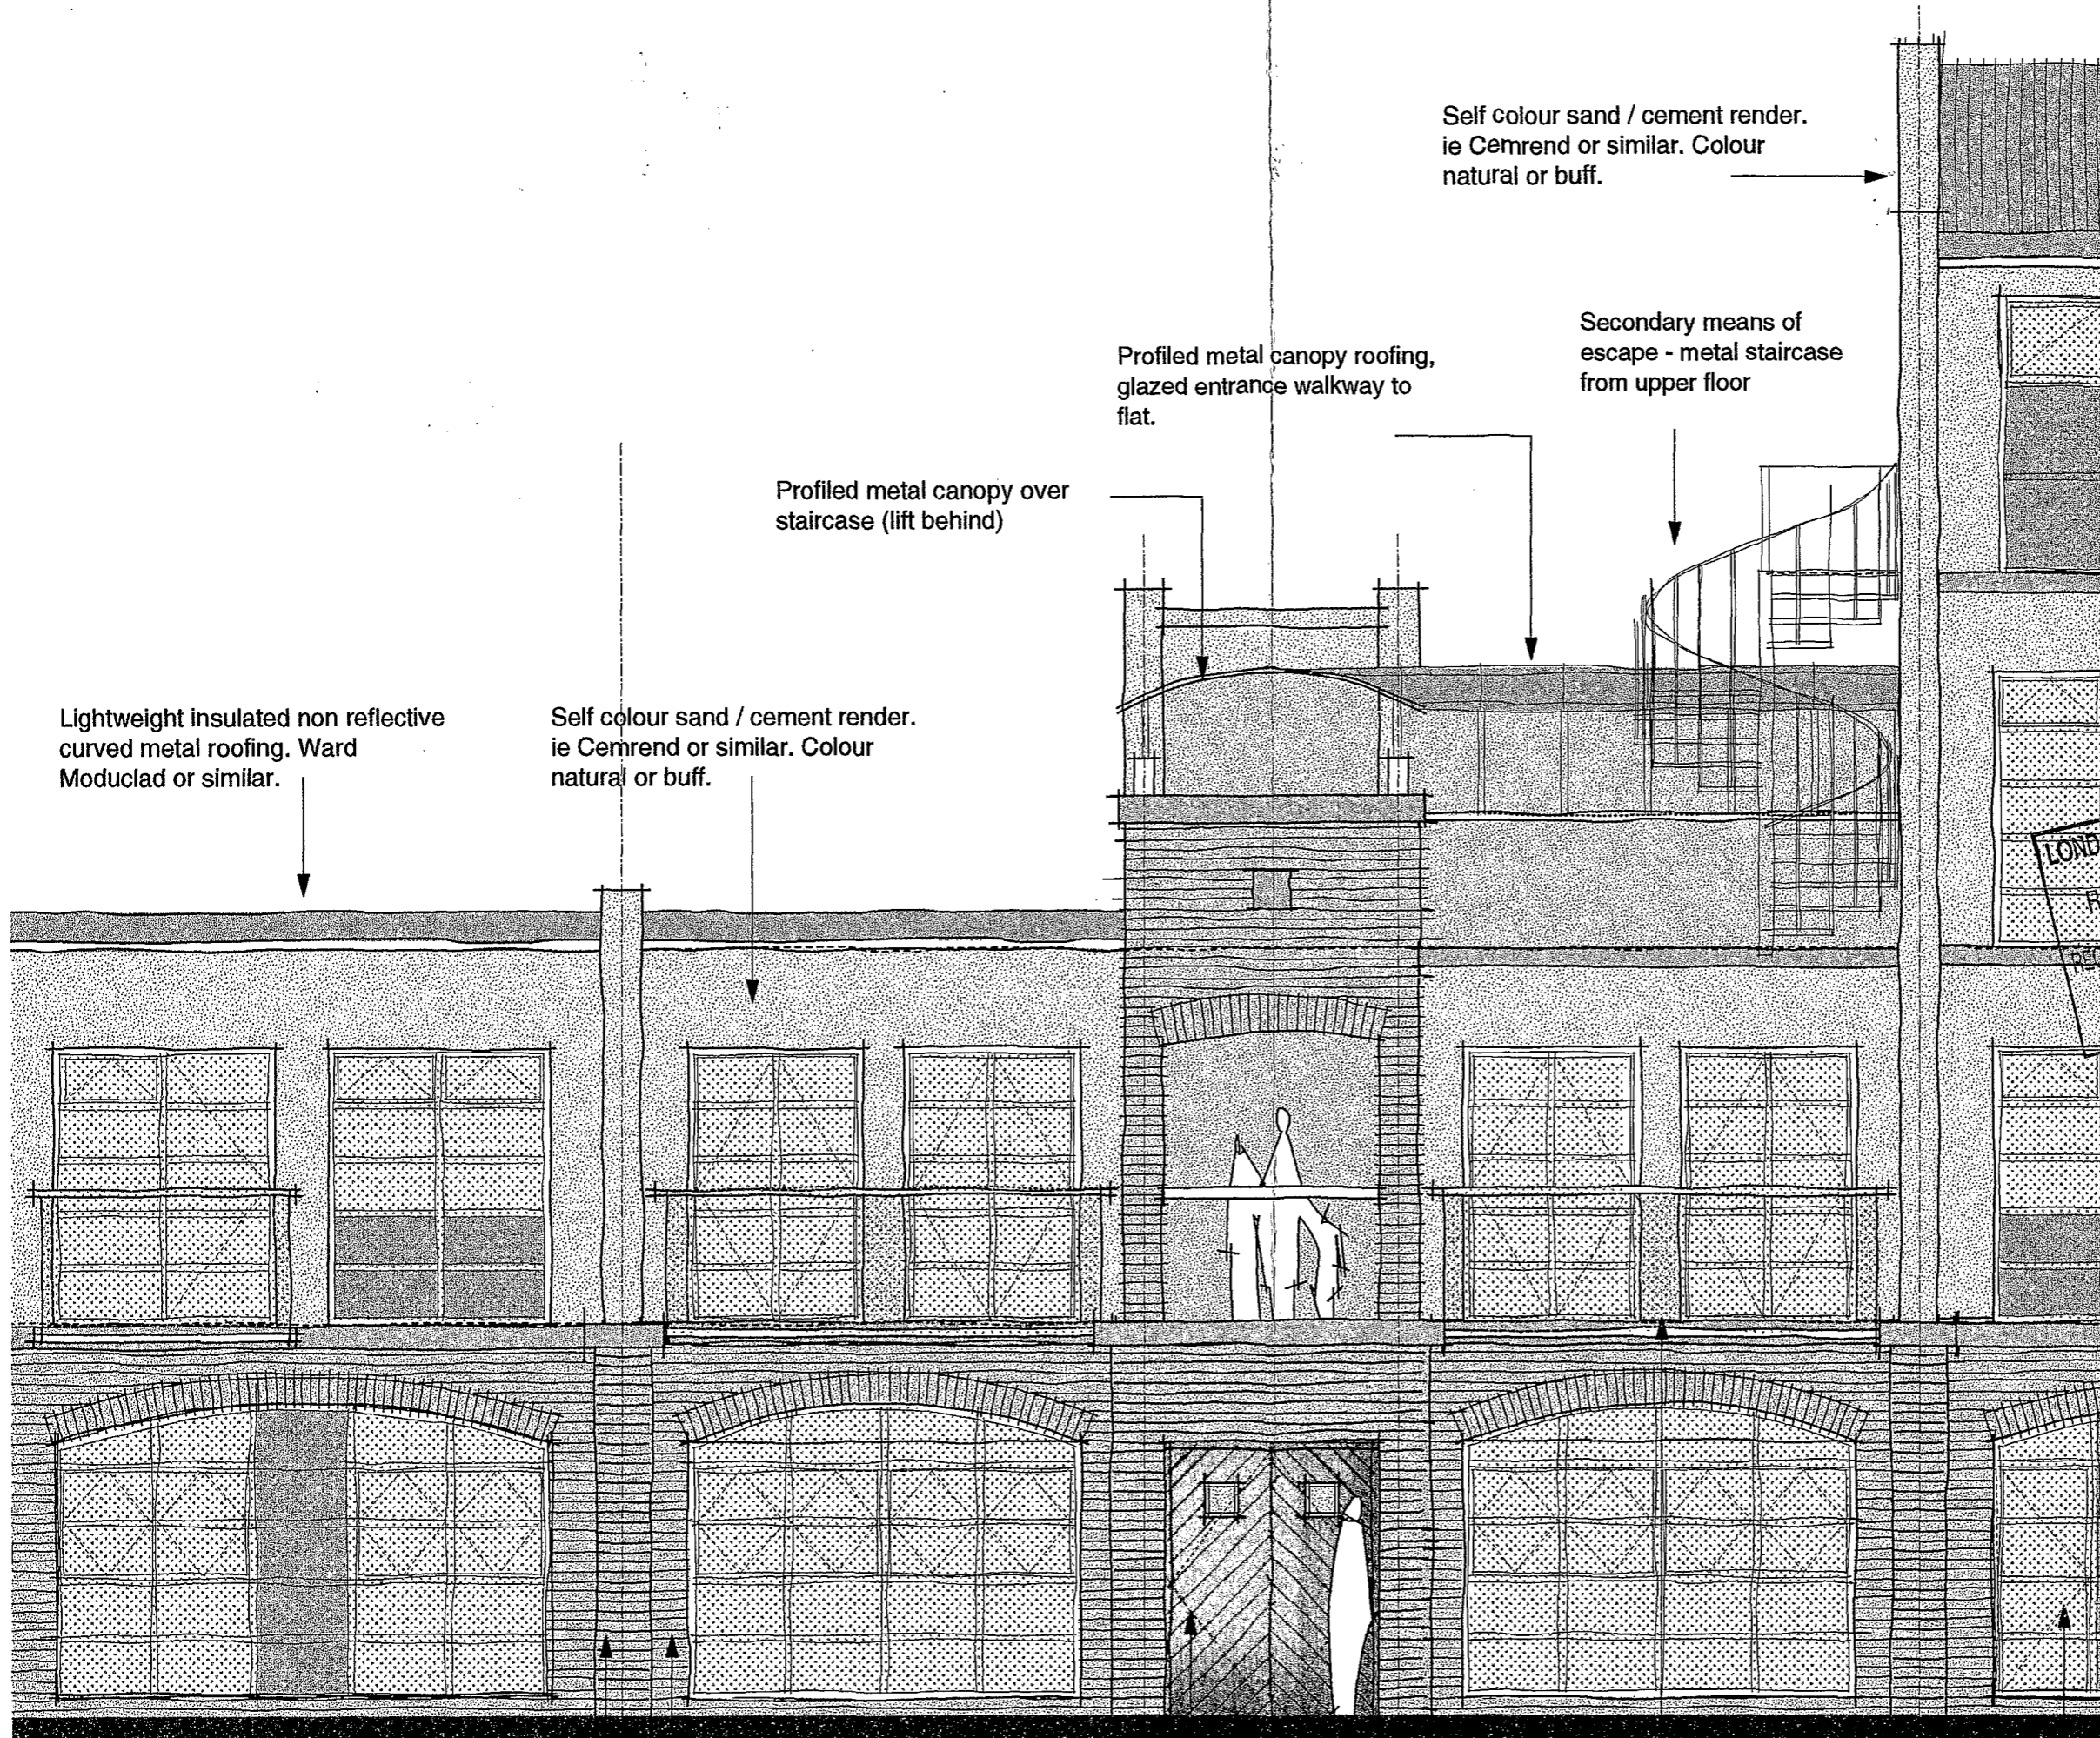 Self colour sand / cement render.
ie Cemrend or similar. Colour
natural or buff.
Secondary means of
escape - metal staircase
from upper floor
Profiled metal canopy roofing,
glazed entrance walkway to
flat.
Profiled metal canopy over
staircase (lift behind)
Lightweight insulated non reflective
curved metal roofing. Ward
Moduclad or similar.
Self colour sand / cement render.
ie Cemrend or similar. Colour
natural or buff.
LOND